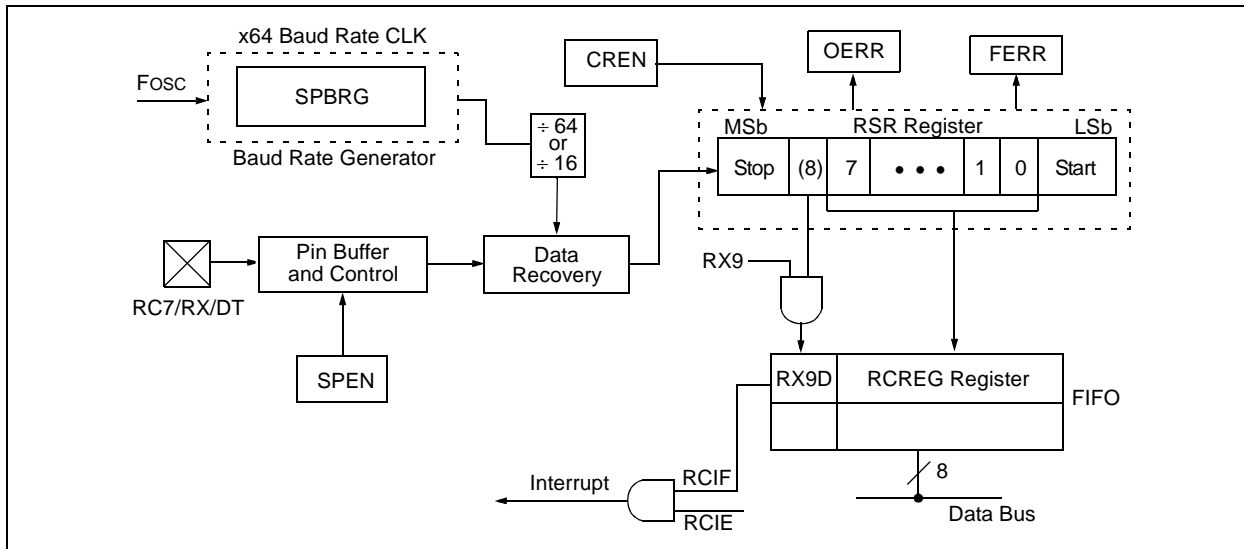 x64 Baud Rate CLK
FOSC
SPBRG
Baud Rate Generator
÷ 64
or
÷ 16
CREN
OERR
FERR
MSb
RSR Register
LSb
Stop
(8)
7
• • •
1
0
Start
RC7/RX/DT
Pin Buffer
and Control
SPEN
Data
Recovery
RX9
RX9D
RCREG Register
FIFO
8
Data Bus
Interrupt
RCIF
RCIE